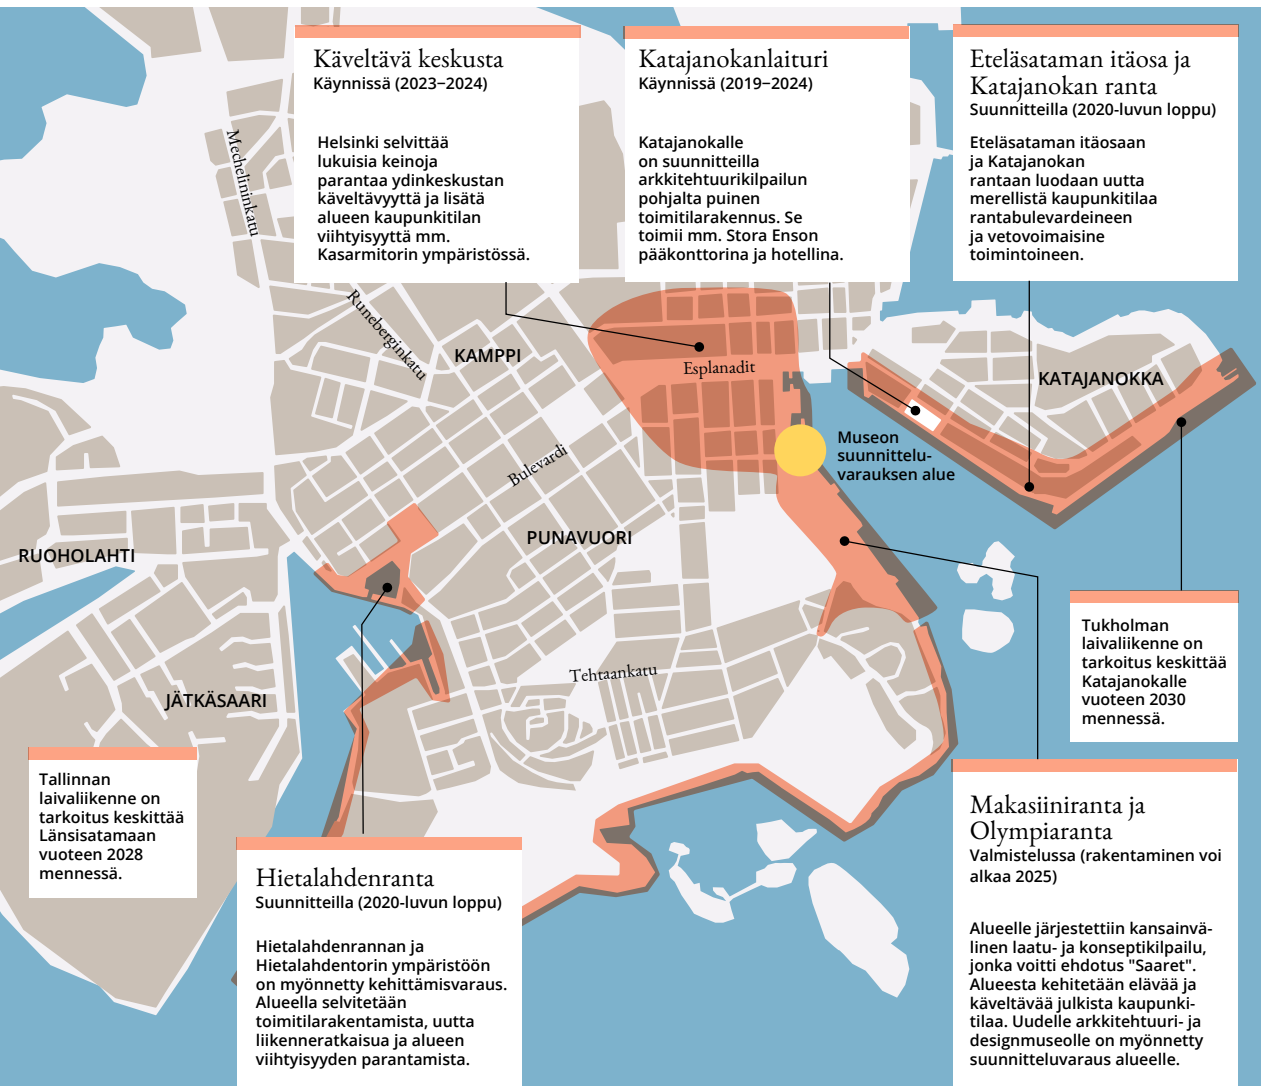 Käveltävä keskusta
Käynnissä (2023–2024)
Helsinki selvittää
lukuisia keinoja
parantaa ydinkeskustan
käveltävyyttä ja lisätä
alueen kaupunkitilan
viihtyisyyttä mm.
Kasarmitorin ympäristössä.
Katajanokanlaituri
Käynnissä (2019–2024)
Katajanokalle
on suunnitteilla
arkkitehtuurikilpailun
pohjalta puinen
toimitilarakennus. Se
toimii mm. Stora Enson
pääkonttorina ja hotellina.
Eteläsataman itäosa ja
Katajanokan ranta
Suunnitteilla (2020-luvun loppu)
Eteläsataman itäosaan
ja Katajanokan
rantaan luodaan uutta
merellistä kaupunkitilaa
rantabulevardeineen
ja vetovoimaisine
toimintoineen.
Mechelininkatu
Runeberginkatu
KAMPPI
Esplanadit
KATAJANOKKA
Bulevardi
Museon
suunnittelu-
varauksen alue
PUNAVUORI
RUOHOLAHTI
Tehtaankatu
JÄTKÄSAARI
Tukholman
laivaliikenne on
tarkoitus keskittää
Katajanokalle
vuoteen 2030
mennessä.
Tallinnan
laivaliikenne on
tarkoitus keskittää
Länsisatamaan
vuoteen 2028
mennessä.
Hietalahdenranta
Suunnitteilla (2020-luvun loppu)
Hietalahdenrannan ja
Hietalahdentorin ympäristöön
on myönnetty kehittämisvaraus.
Alueella selvitetään
toimitilarakentamista, uutta
liikenneratkaisua ja alueen
viihtyisyyden parantamista.
Makasiiniranta ja
Olympiaranta
Valmistelussa (rakentaminen voi
alkaa 2025)
Alueelle järjestettiin kansainvä-
linen laatu- ja konseptikilpailu,
jonka voitti ehdotus "Saaret".
Alueesta kehitetään elävää ja
käveltävää julkista kaupunki-
tilaa. Uudelle arkkitehtuuri- ja
designmuseolle on myönnetty
suunnitteluvaraus alueelle.